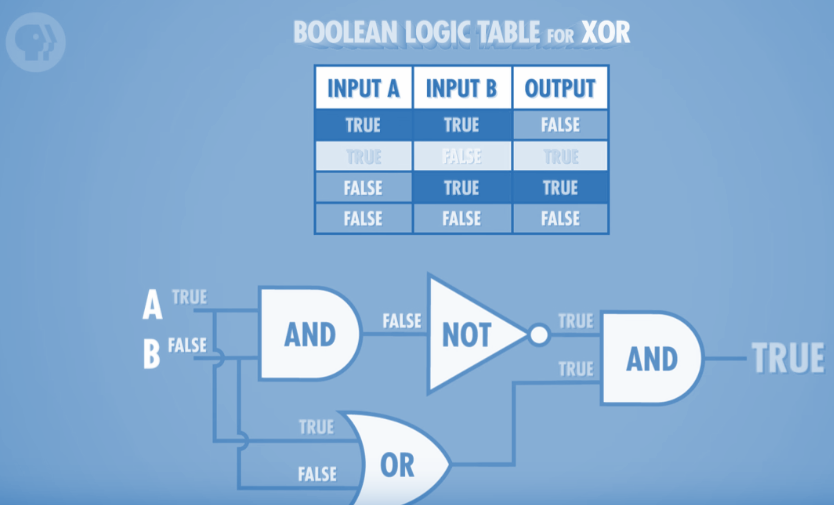 BOOLEAN LOGIC TABLE FOR XOR
INPUT A INPUT B OUTPUT
TRUE TRUE FALSE
TRUE FALSE TRUE
FALSE TRUE TRUE
FALSE FALSE FALSE
A TRUE
B FALSE
AND
FALSE
NOT
TRUE
TRUE
AND
TRUE
TRUE
FALSE
OR